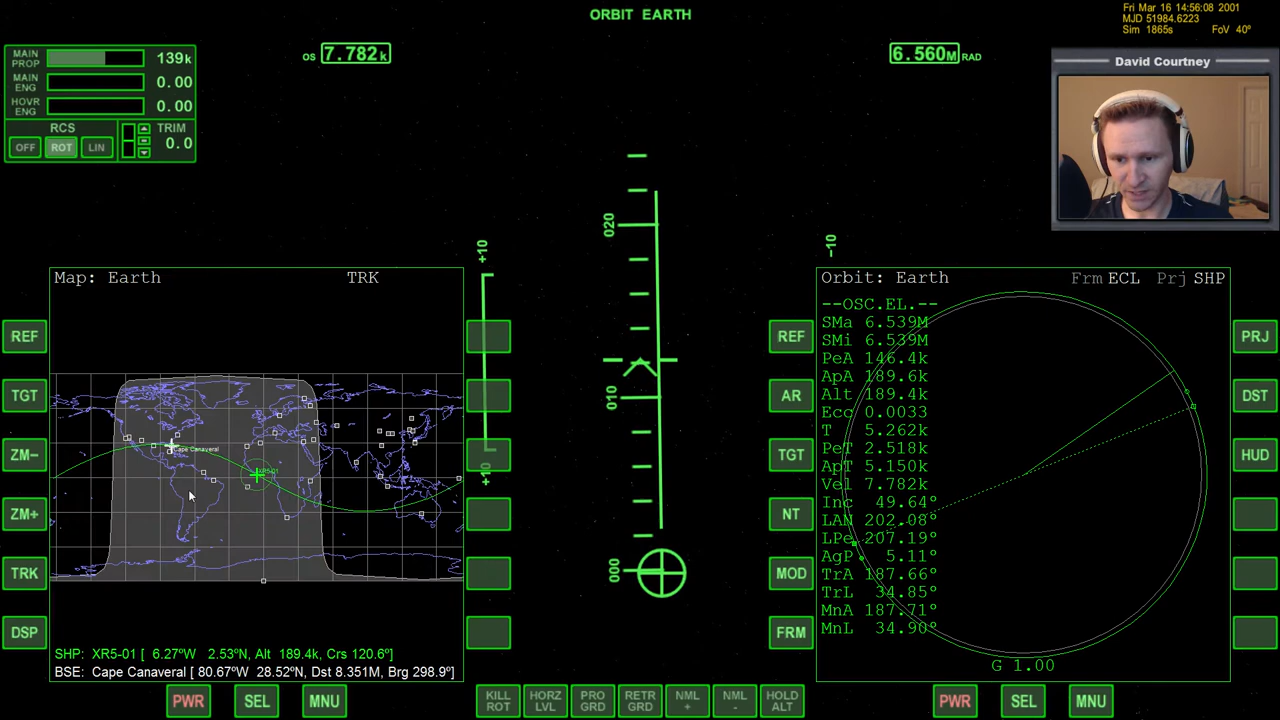 ORBIT EARTH
Fri Mar 16 14:56:08 2001
MJD 51984.6223
Sim 1865s FoV 40°
OS 7.782k
6.560M RAD
David Courtney
MAIN PROP 139k
MAIN ENG 0.00
HOVR ENG 0.00
RCS TRIM
OFF ROT LIN 0.0
020
010
000
+10
+10
-10
Map: Earth TRK
REF
TGT
ZM-
ZM+
TRK
DSP
Cape Canaveral
XR5-01
SHP: XR5-01 [ 6.27°W 2.53°N, Alt 189.4k, Crs 120.6°]
BSE: Cape Canaveral [ 80.67°W 28.52°N, Dst 8.351M, Brg 298.9°]
PWR SEL MNU
KILL ROT
HORZ LVL
PRO GRD
RETR GRD
NML +
NML -
HOLD ALT
Orbit: Earth Frm ECL Prj SHP
--OSC.EL.--
SMa 6.539M
SMi 6.539M
PeA 146.4k
ApA 189.6k
Alt 189.4k
Ecc 0.0033
T 5.262k
PeT 2.518k
ApT 5.150k
Vel 7.782k
Inc 49.64°
LAN 202.08°
LPe 207.19°
AgP 5.11°
TrA 187.66°
TrL 34.85°
MnA 187.71°
MnL 34.90°
G 1.00
REF
AR
TGT
NT
MOD
FRM
PRJ
DST
HUD
PWR SEL MNU